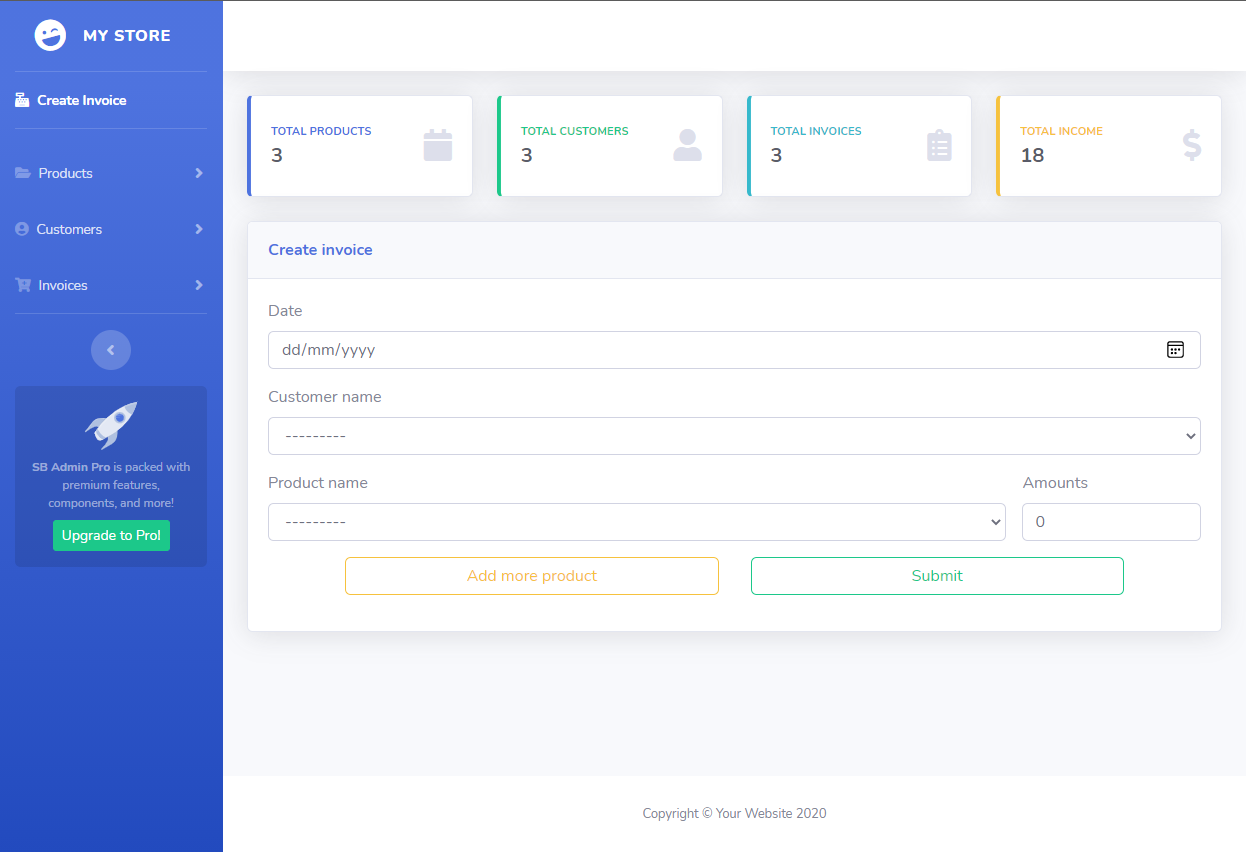 MY STORE
Create Invoice
Products
Customers
Invoices
SB Admin Pro is packed with
premium features,
components, and more!
Upgrade to Pro!
TOTAL PRODUCTS
3
TOTAL CUSTOMERS
3
TOTAL INVOICES
3
TOTAL INCOME
18
Create invoice
Date
dd/mm/yyyy
Customer name
---------
Product name
Amounts
---------
0
Add more product
Submit
Copyright © Your Website 2020